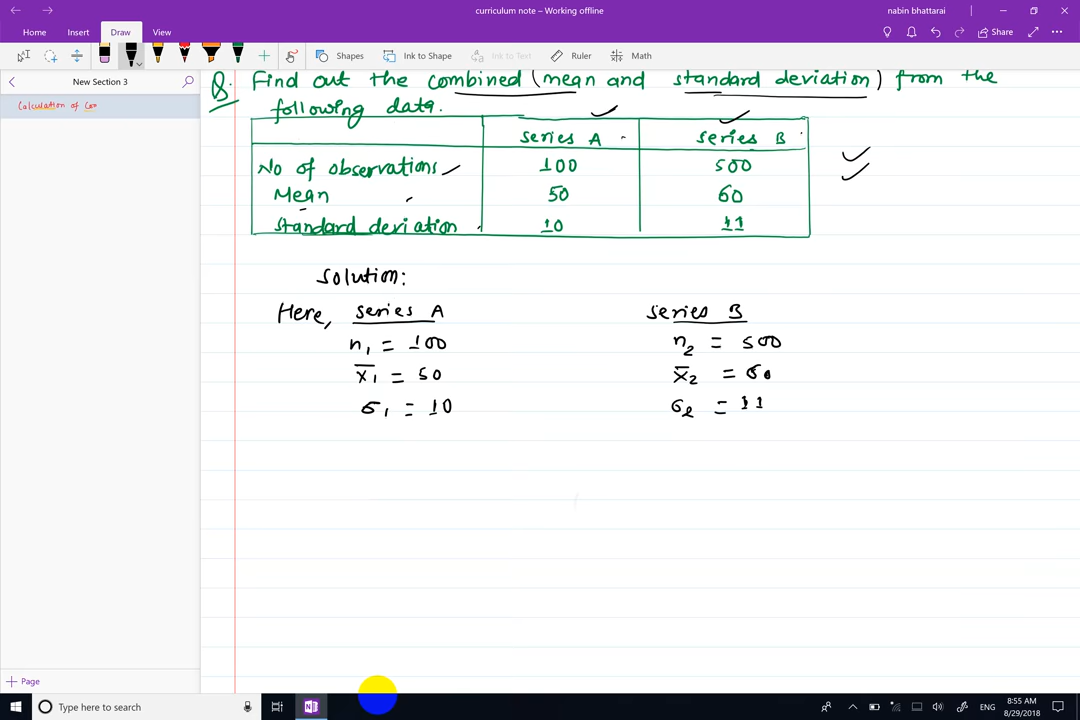 curriculum note – Working offline
nabin bhattarai
Home Insert Draw View
Share
Shapes Ink to Shape Ink to Text Ruler Math
New Section 3
Calculation of Com
Q. Find out the combined (mean and standard deviation) from the
following data.
Series A Series B
No of observations 100 500
Mean 50 60
Standard deviation 10 11
Solution:
Here, Series A Series B
n₁ = 100 n₂ = 500
x̄₁ = 50 x̄₂ = 60
σ₁ = 10 σ₂ = 11
+ Page
Type here to search
ENG
8:55 AM
8/29/2018